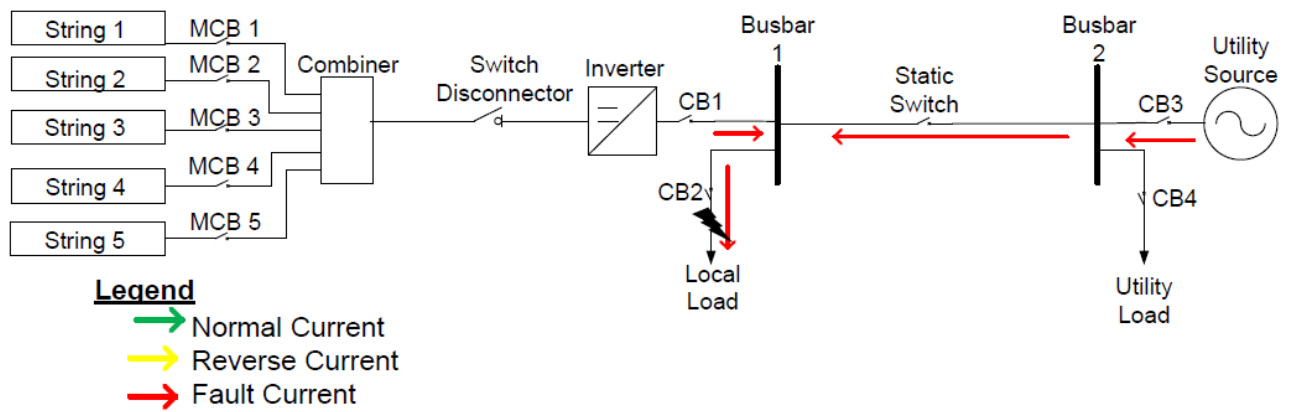 String 1
String 2
String 3
String 4
String 5
MCB 1
MCB 2
MCB 3
MCB 4
MCB 5
Combiner
Switch
Disconnector
Inverter
CB1
Busbar
1
CB2
Local
Load
Static
Switch
Busbar
2
CB3
Utility
Source
CB4
Utility
Load
Legend
Normal Current
Reverse Current
Fault Current